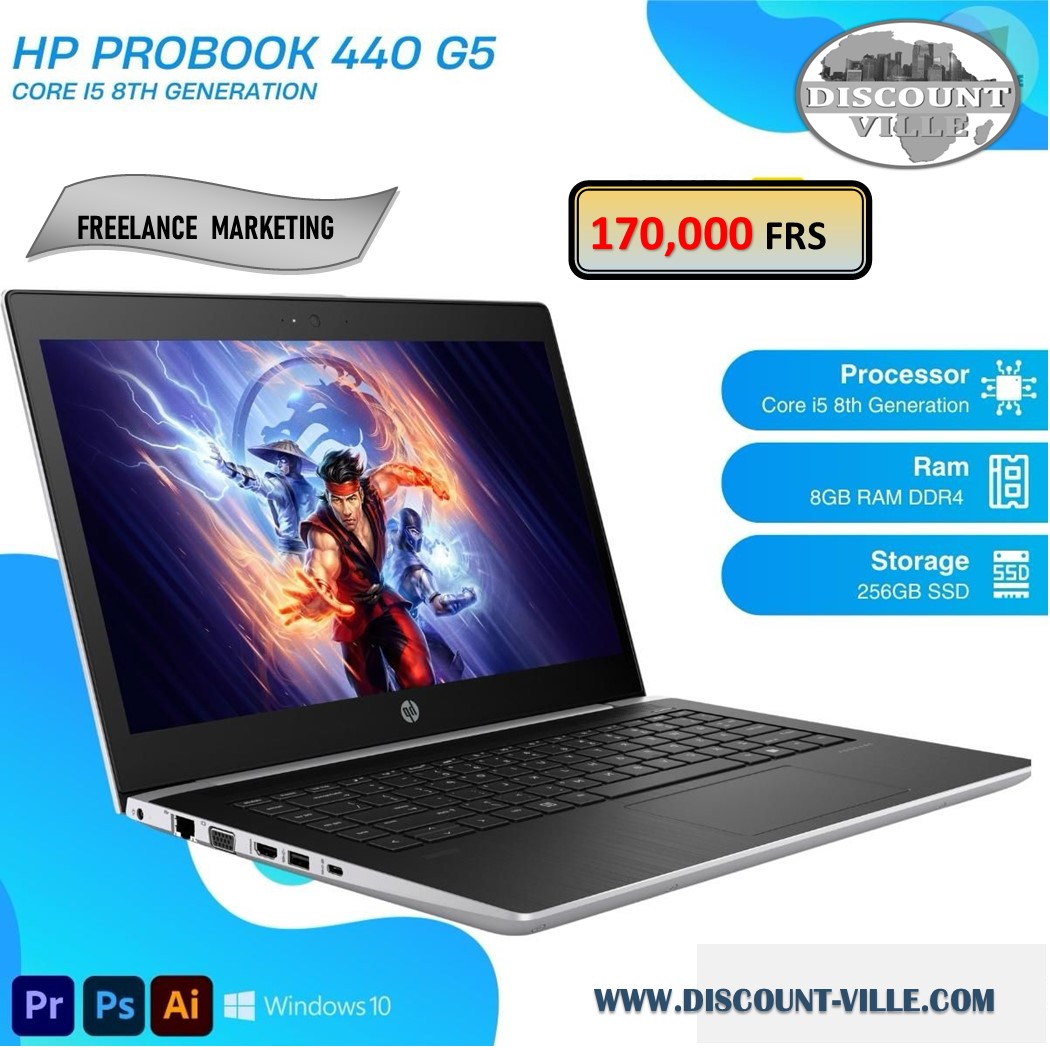 HP PROBOOK 440 G5
CORE I5 8TH GENERATION
DISCOUNT
VILLE
FREELANCE MARKETING
170,000 FRS
Processor
Core i5 8th Generation
Ram
8GB RAM DDR4
Storage
256GB SSD
SSD
hp
Pr Ps Ai Windows 10
WWW.DISCOUNT-VILLE.COM